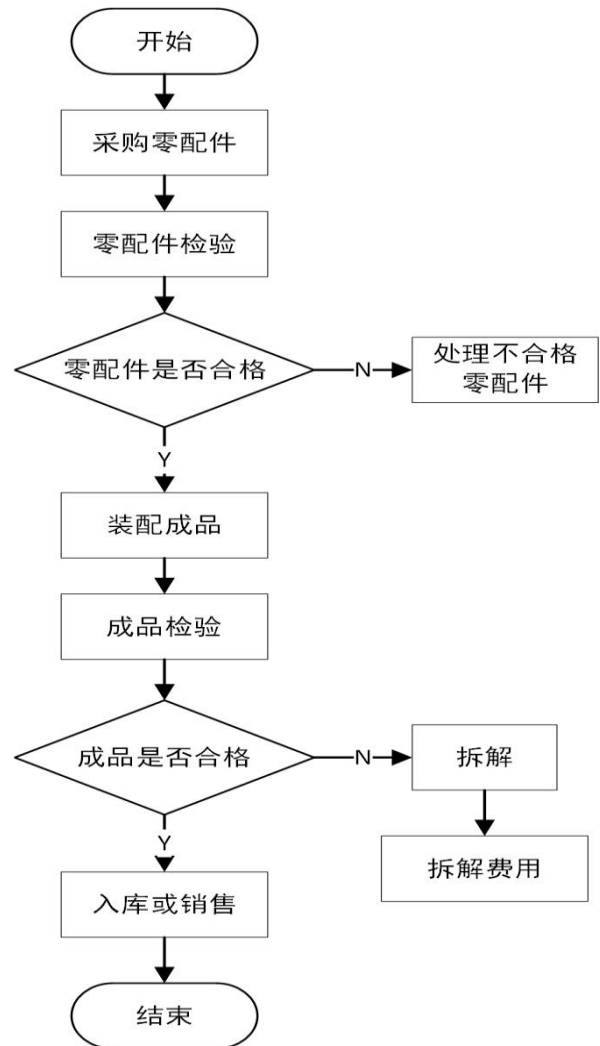 开始
采购零配件
零配件检验
零配件是否合格
N
处理不合格
零配件
Y
装配成品
成品检验
成品是否合格
N
拆解
拆解费用
Y
入库或销售
结束